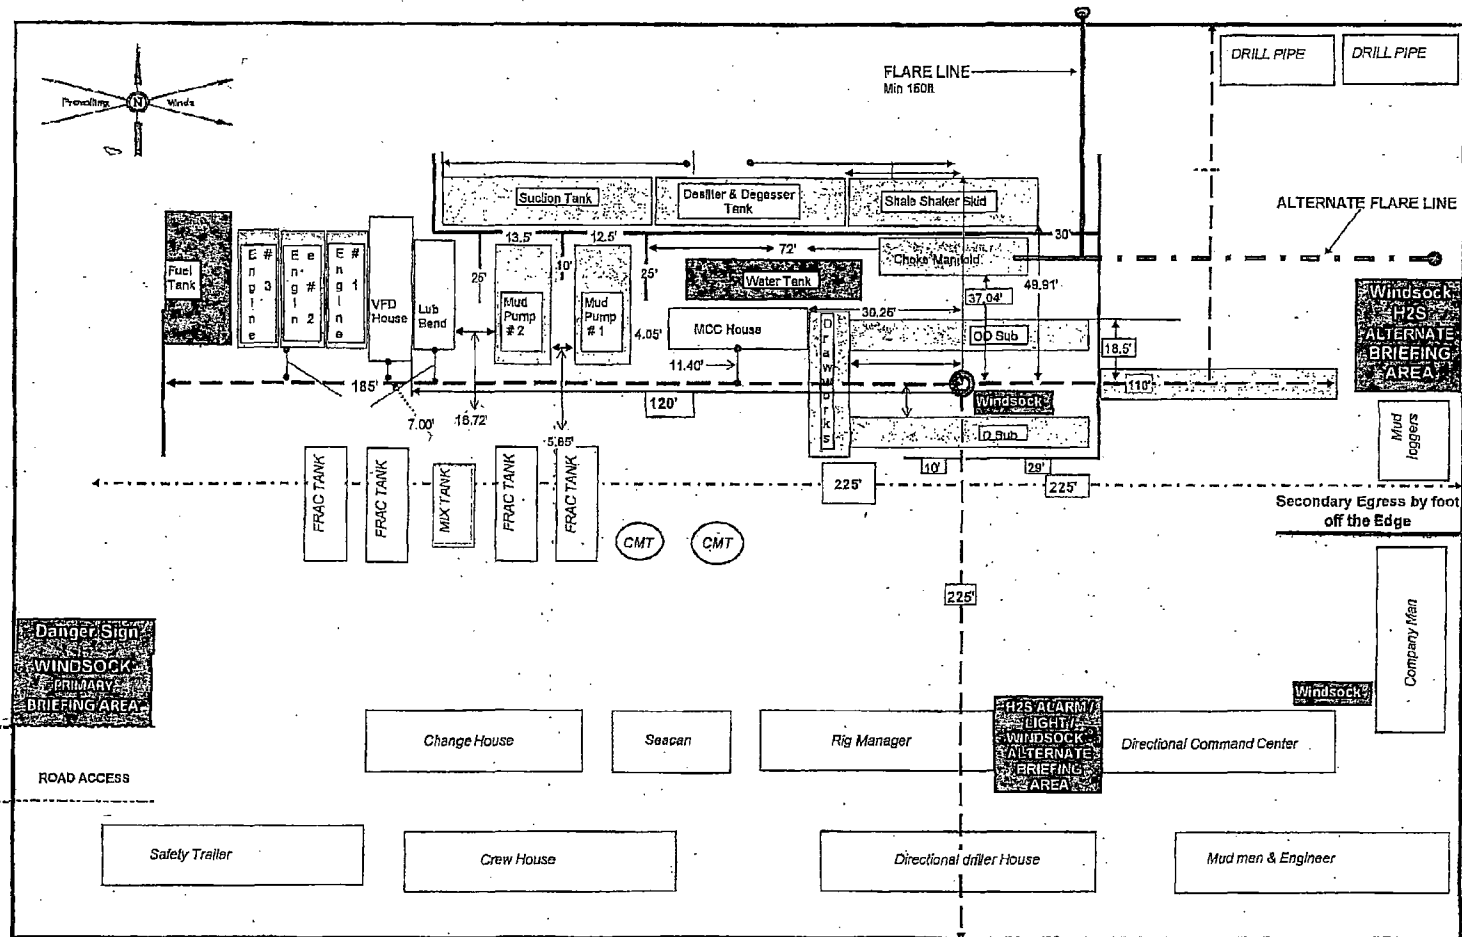 DRILL PIPE
DRILL PIPE
FLARE LINE
Min 150ft
Prevailing
N
Winds
ALTERNATE FLARE LINE
Suction Tank
Desilter & Degasser
Tank
Shale Shaker Skid
30'
13.5'
12.5'
72'
Choke Manifold
25'
10'
25'
49.91'
37.04'
Fuel
Tank
Engine
# 3
# 2
Engine
# 1
VFD
House
Lub
Bend
Mud
Pump
# 2
Mud
Pump
# 1
Water Tank
MCC House
4.05'
11.40'
30.26'
Drawworks
OD Sub
18.5'
Windsock
H2S
ALTERNATE
BRIEFING
AREA
185'
7.00'
16.72'
5.85'
120'
Windsock
110'
D Sub
10'
29'
Mud
loggers
FRAC TANK
FRAC TANK
MIX TANK
FRAC TANK
FRAC TANK
CMT
CMT
225'
225'
Secondary Egress by foot
off the Edge
225'
Company Man
Danger Sign
WINDSOCK
PRIMARY
BRIEFING AREA
Windsock
Change House
Seacan
Rig Manager
H2S ALARM /
LIGHT /
WINDSOCK
ALTERNATE
BRIEFING
AREA
Directional Command Center
ROAD ACCESS
Safety Trailer
Crew House
Directional driller House
Mud man & Engineer